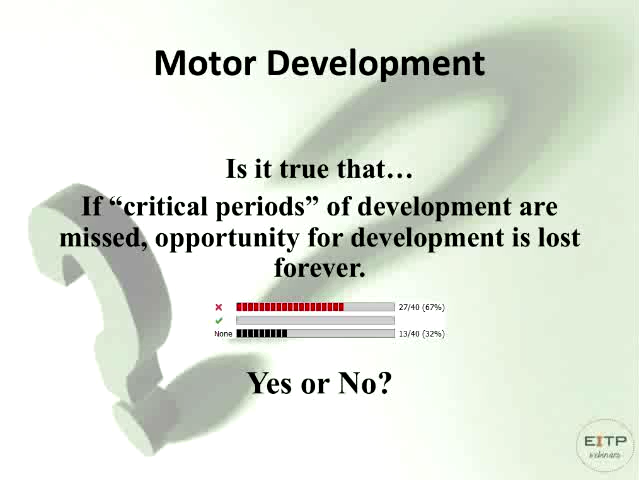 Motor Development
Is it true that…
If “critical periods” of development are
missed, opportunity for development is lost
forever.
27/40 (67%)
None 13/40 (32%)
Yes or No?
EITP
webinars